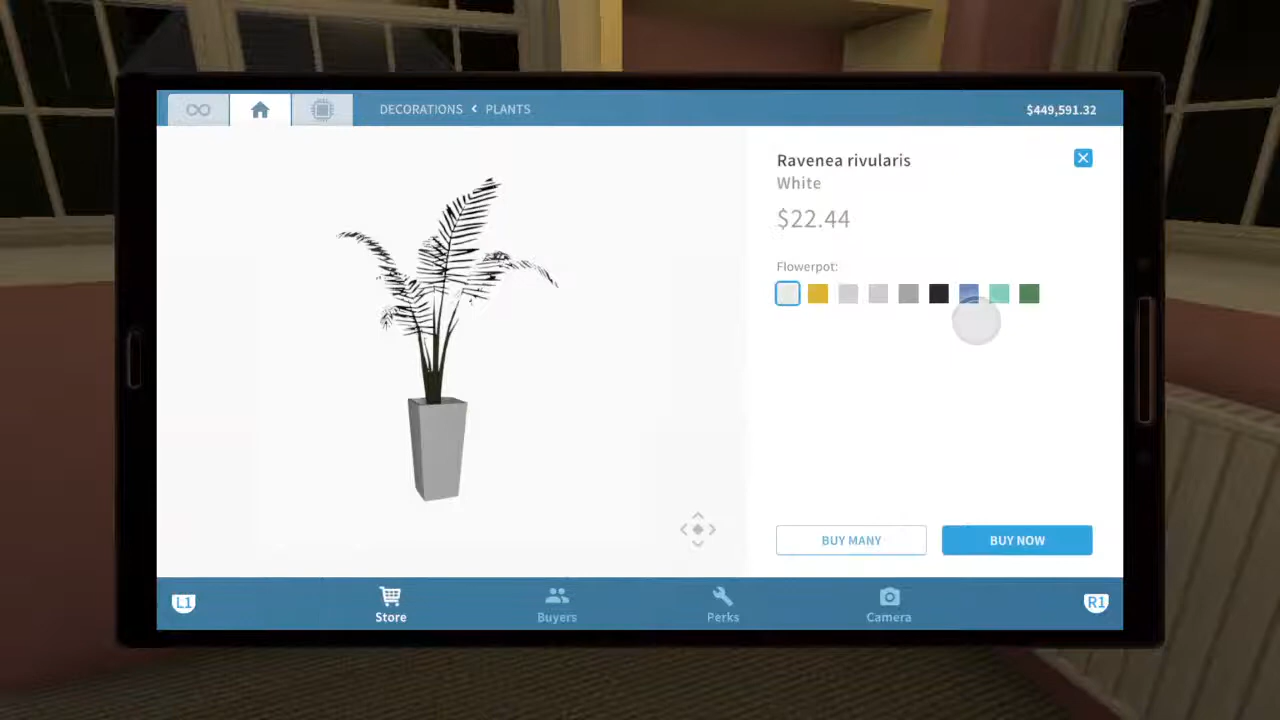 DECORATIONS < PLANTS
$449,591.32
Ravenea rivularis
White
$22.44
Flowerpot:
BUY MANY
BUY NOW
L1
Store
Buyers
Perks
Camera
R1